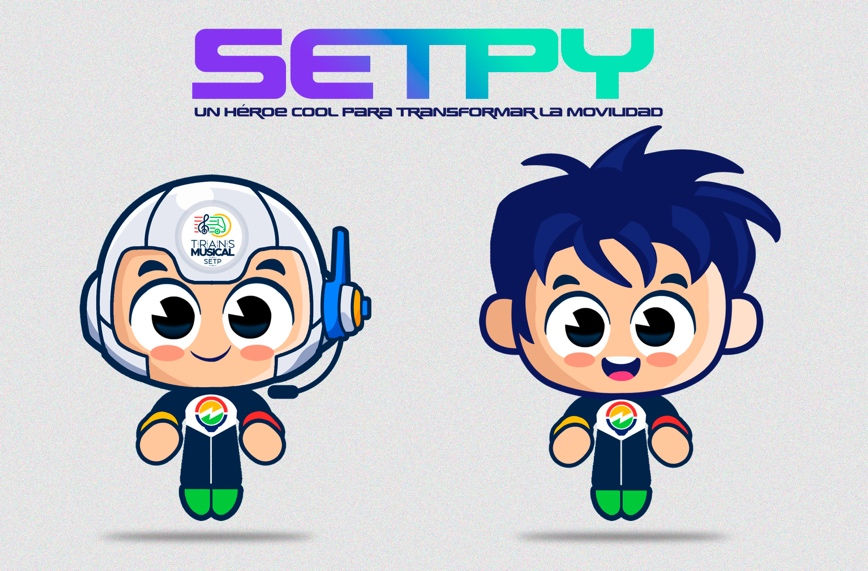 SETPY
UN HÉROE COOL PARA TRANSFORMAR LA MOVILIDAD
TRANS
MUSICAL
SETP